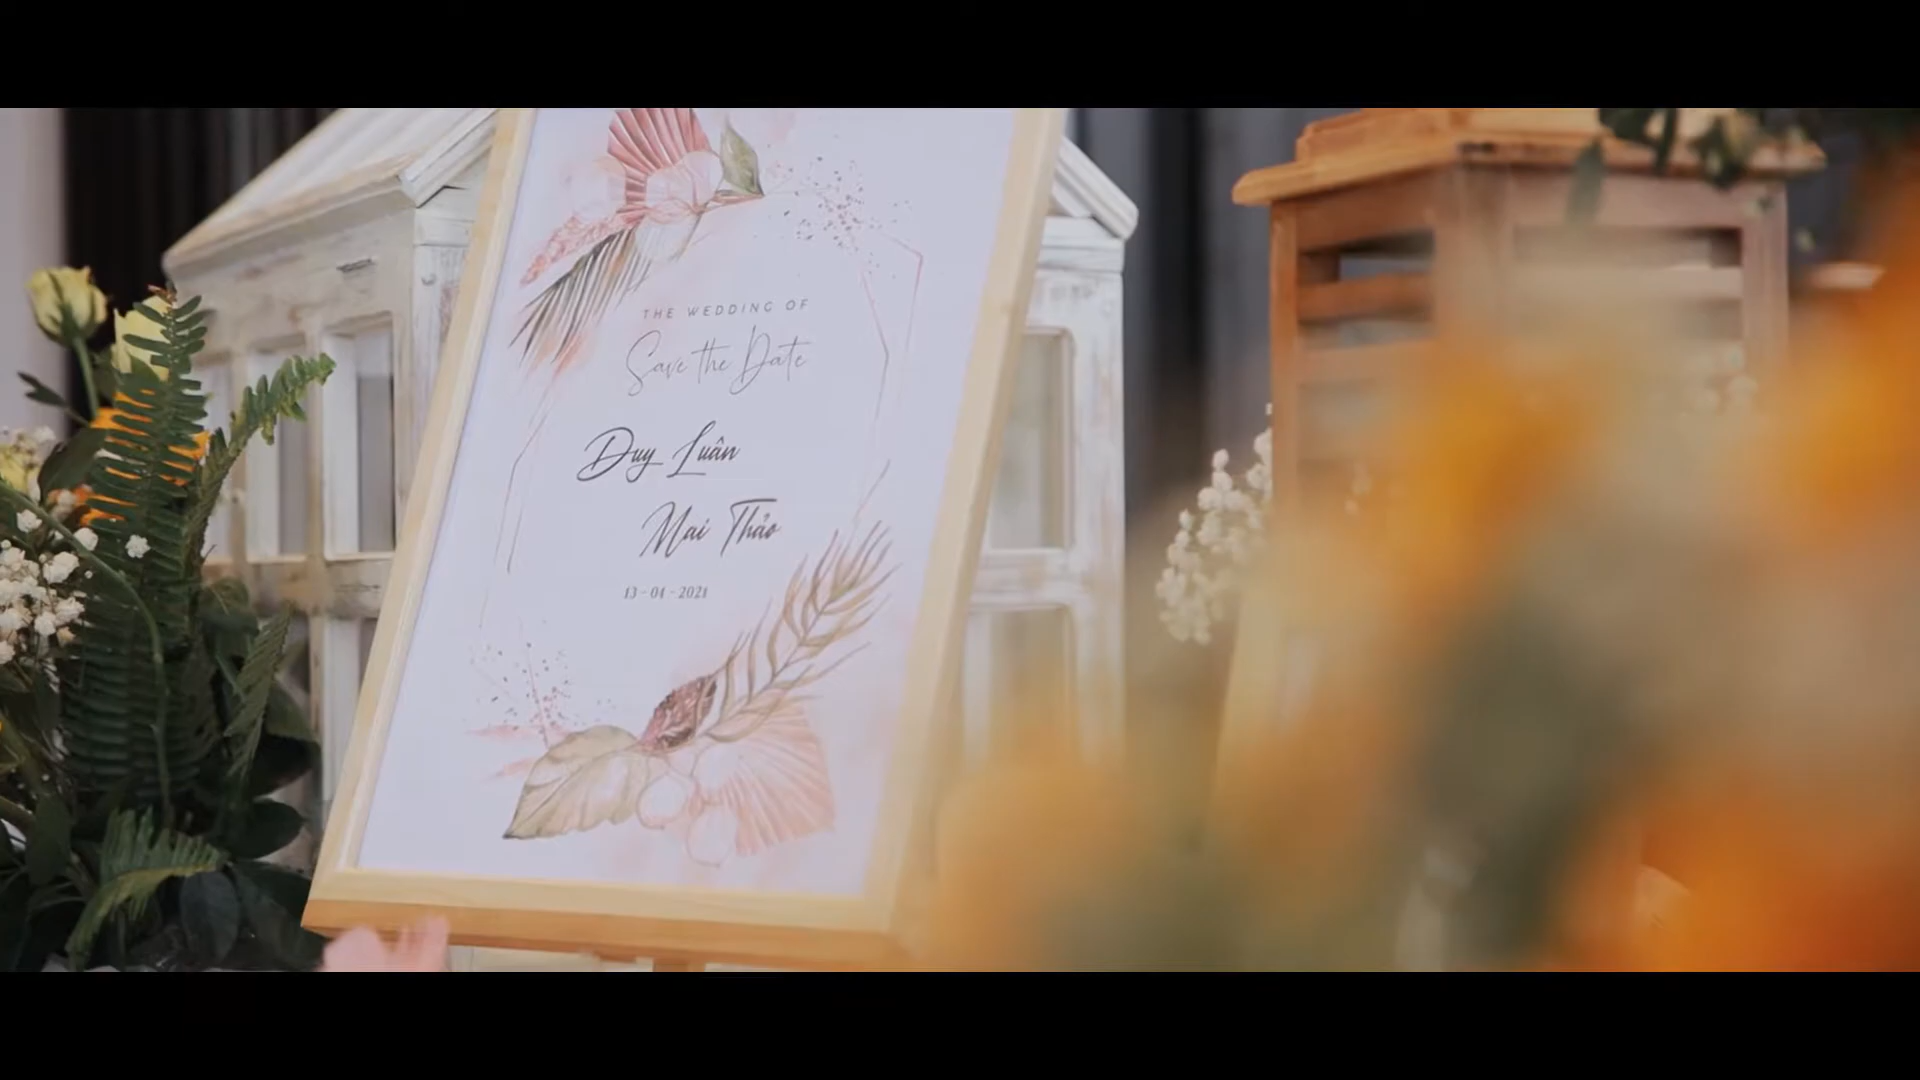 THE WEDDING OF
Save the Date
Duy Luân
Mai Thảo
13 - 04 - 2021